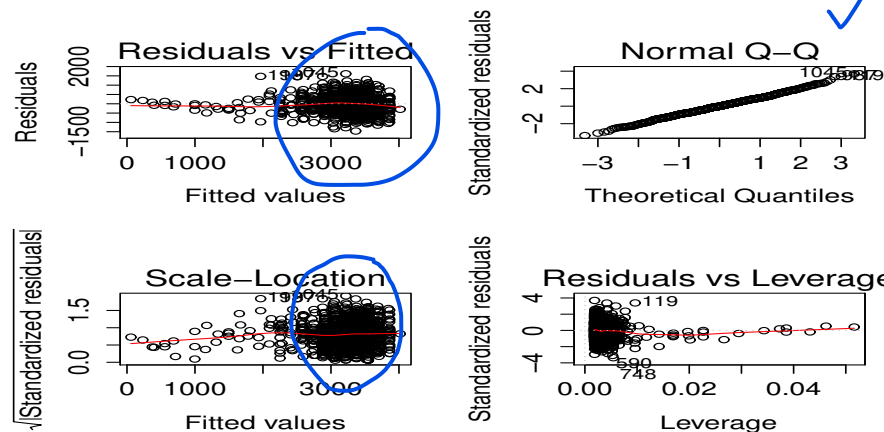 Residuals vs Fitted
Residuals
2000
−1500
0
1000
3000
Fitted values
Normal Q−Q
Standardized residuals
2
−2
−3
−1
1
2
3
Theoretical Quantiles
Scale−Location
√|Standardized residuals|
1.5
0.0
0
1000
3000
Fitted values
Residuals vs Leverage
Standardized residuals
4
0
−4
119
590
748
0.00
0.02
0.04
Leverage